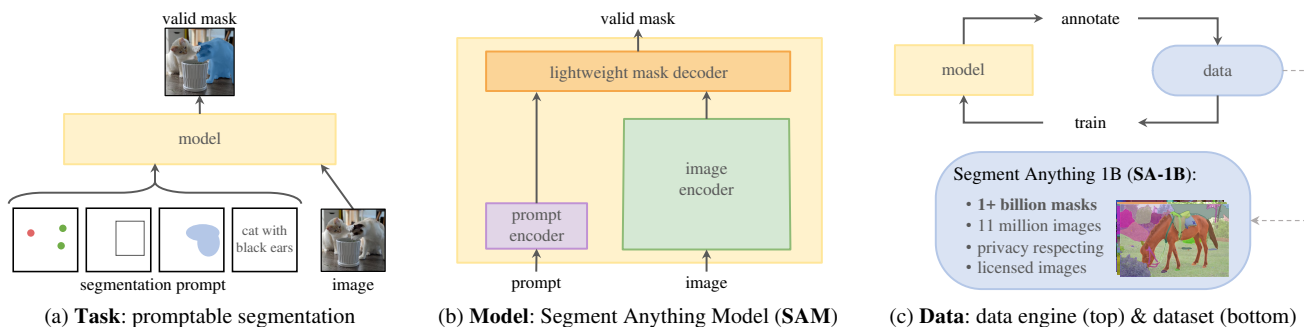 valid mask
model
cat with
black ears
segmentation prompt
image
(a) Task: promptable segmentation
valid mask
lightweight mask decoder
image
encoder
prompt
encoder
prompt
image
(b) Model: Segment Anything Model (SAM)
annotate
model
data
train
Segment Anything 1B (SA-1B):
• 1+ billion masks
• 11 million images
• privacy respecting
• licensed images
(c) Data: data engine (top) & dataset (bottom)